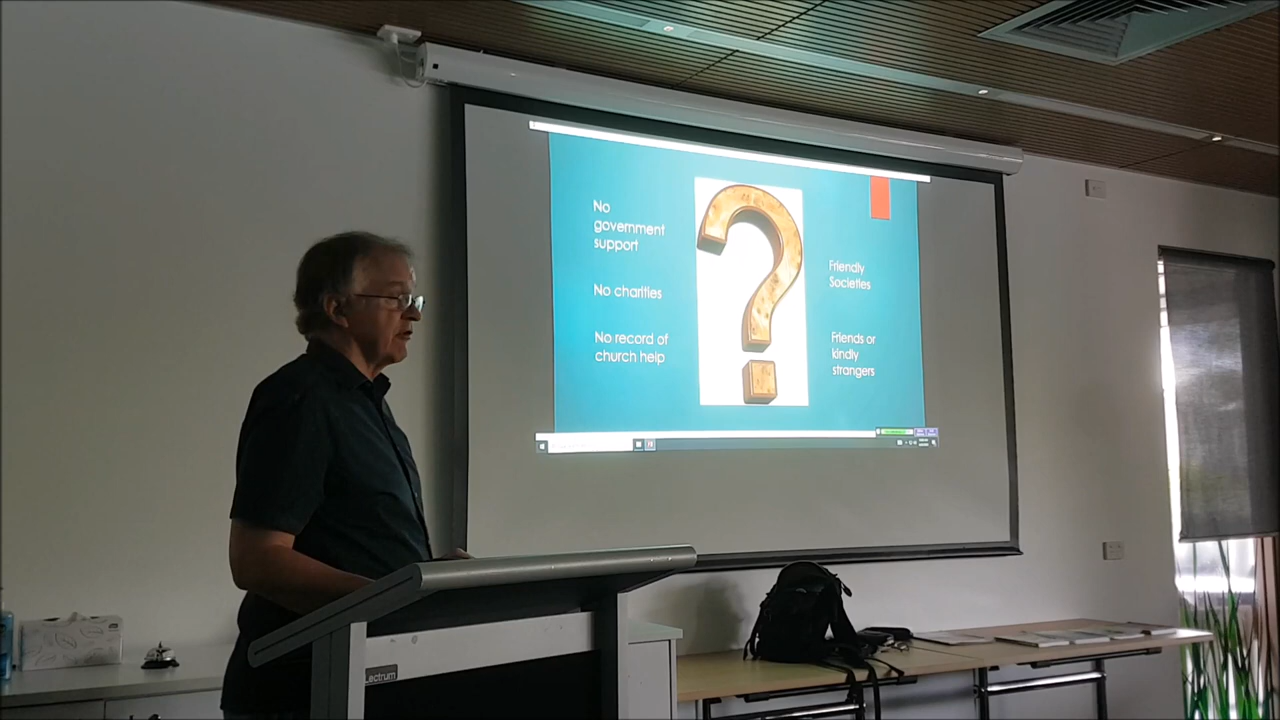 No
government
support
No charities
No record of
church help
Friendly
Societies
Friends or
kindly
strangers
Lectrum